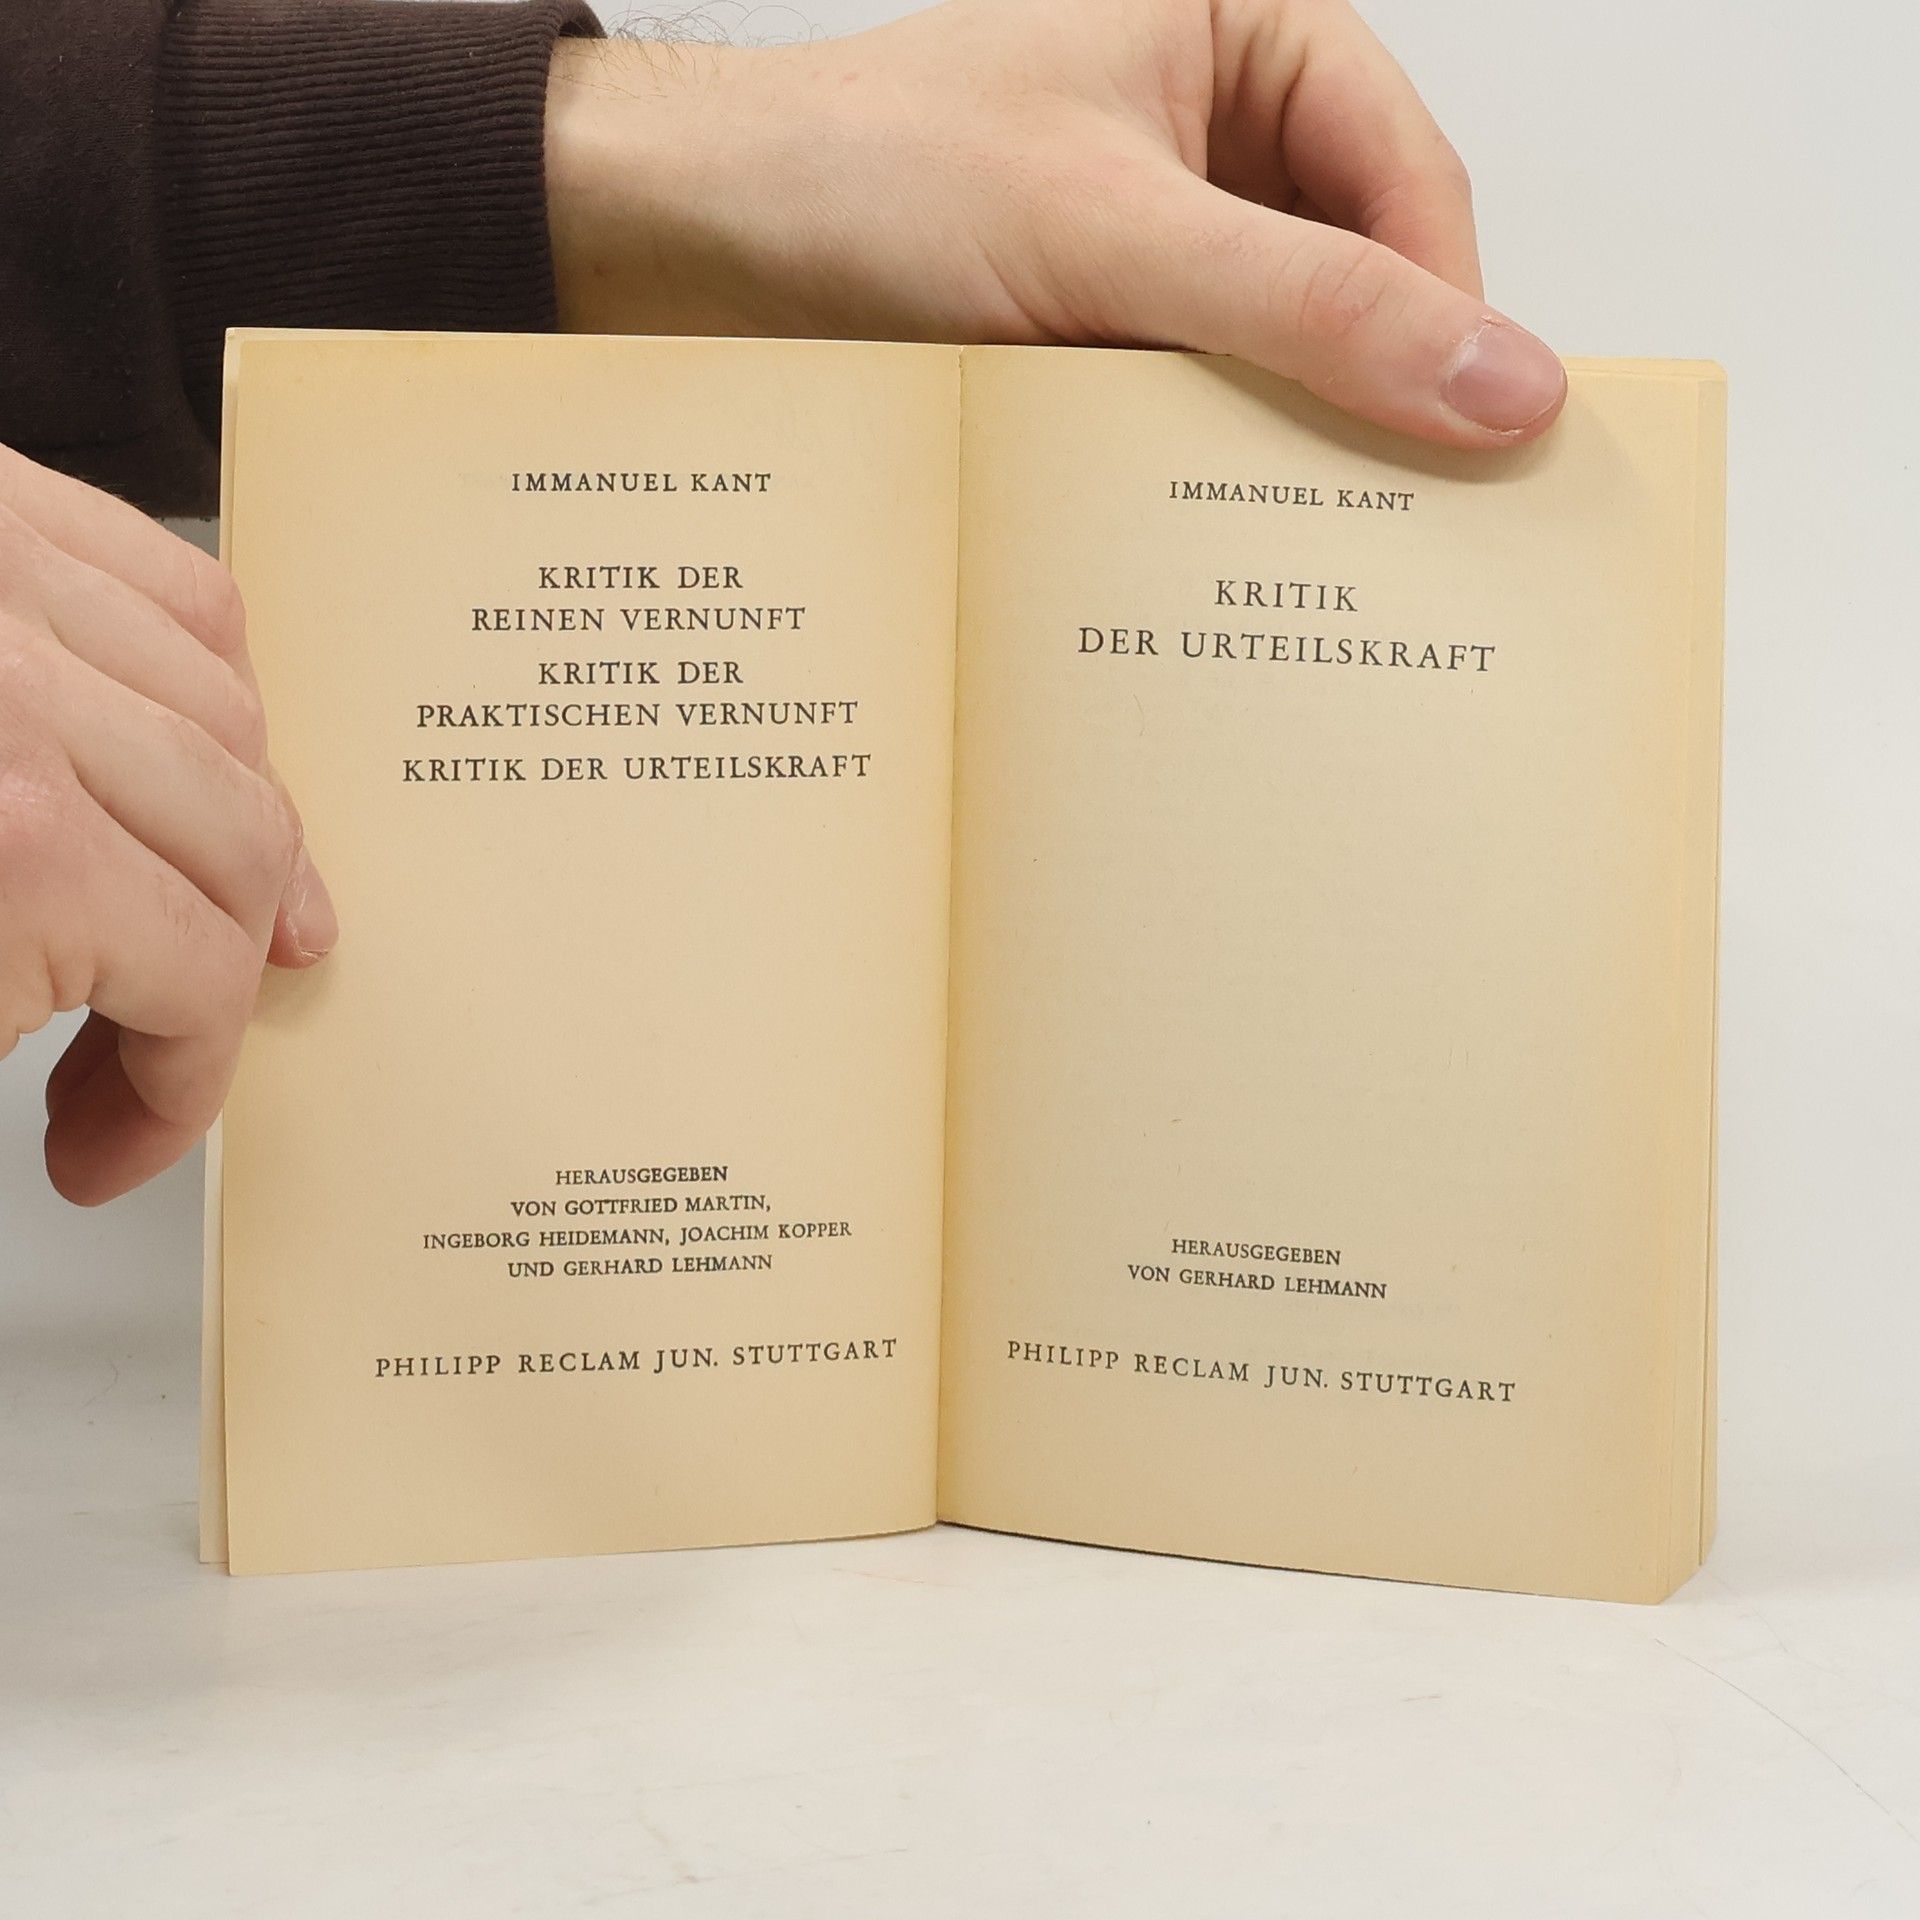 IMMANUEL KANT
KRITIK DER
REINEN VERNUNFT
KRITIK DER
PRAKTISCHEN VERNUNFT
KRITIK DER URTEILSKRAFT
HERAUSGEGEBEN
VON GOTTFRIED MARTIN,
INGEBORG HEIDEMANN, JOACHIM KOPPER
UND GERHARD LEHMANN
PHILIPP RECLAM JUN. STUTTGART
IMMANUEL KANT
KRITIK
DER URTEILSKRAFT
HERAUSGEGEBEN
VON GERHARD LEHMANN
PHILIPP RECLAM JUN. STUTTGART